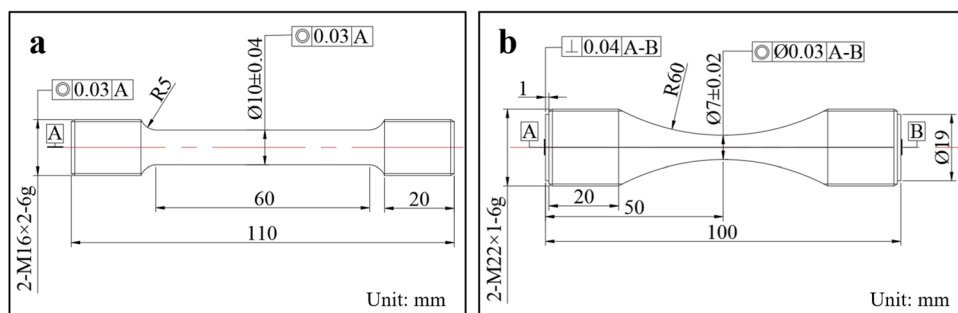 a
◎ 0.03 A
◎ 0.03 A
R5
Ø10±0.04
A
60
20
110
2-M16×2-6g
Unit: mm
b
⊥ 0.04 A-B
◎ Ø0.03 A-B
1
R60
Ø7±0.02
A
B
Ø19
20
50
100
2-M22×1-6g
Unit: mm